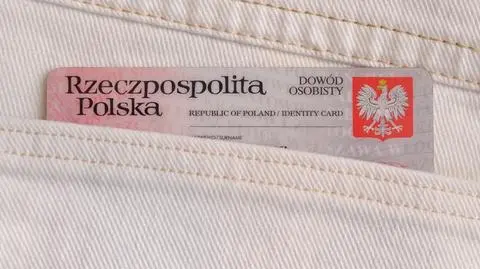 Rzeczpospolita
Polska
DOWÓD
OSOBISTY
REPUBLIC OF POLAND / IDENTITY CARD